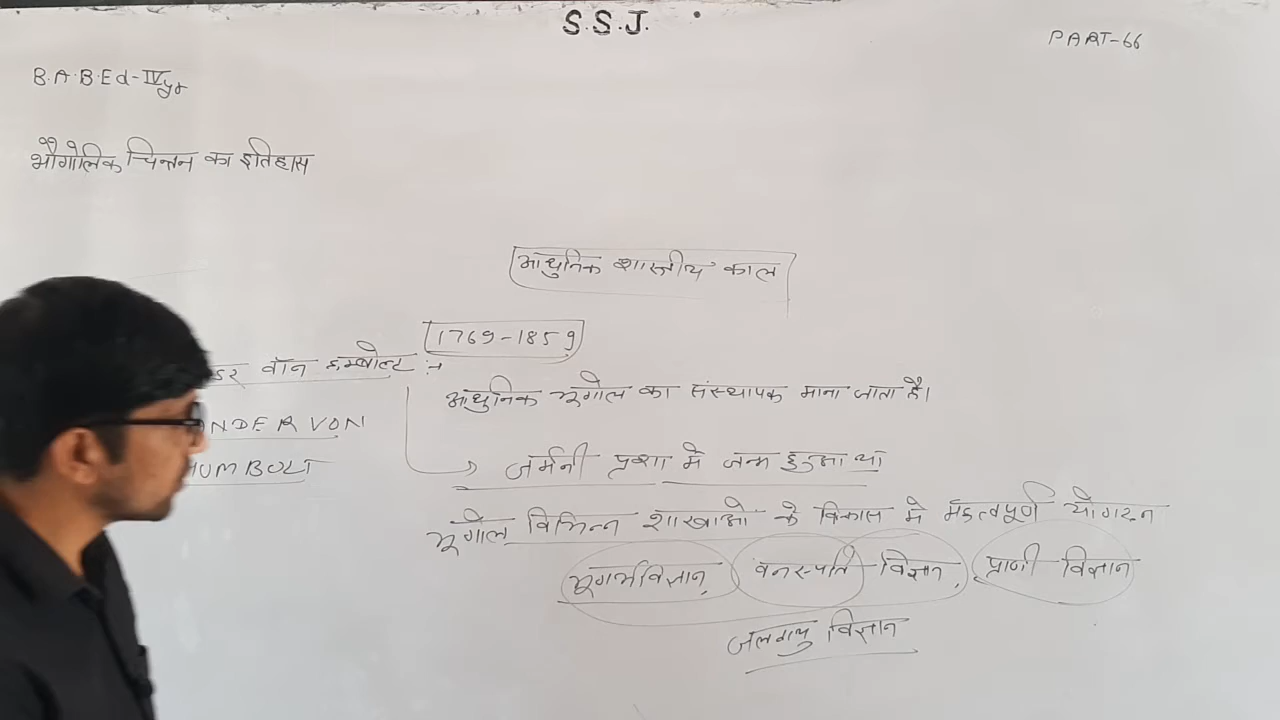 S.S.J.
PART-66
B.A.B.Ed-IVyr
भौगोलिक चिन्तन का इतिहास
आधुनिक शास्त्रीय काल
1769-1859
डर वॉन हम्बोल्ट :-
आधुनिक भूगोल का संस्थापक माना जाता है।
NDER VON
HUMBOLT
जर्मनी प्रशा मे जन्म हुआ था
भूगोल विभिन्न शाखाओ के विकास मे महत्वपूर्ण योगदान
भूगर्भविज्ञान, वनस्पति विज्ञान, प्राणी विज्ञान
जलवायु विज्ञान